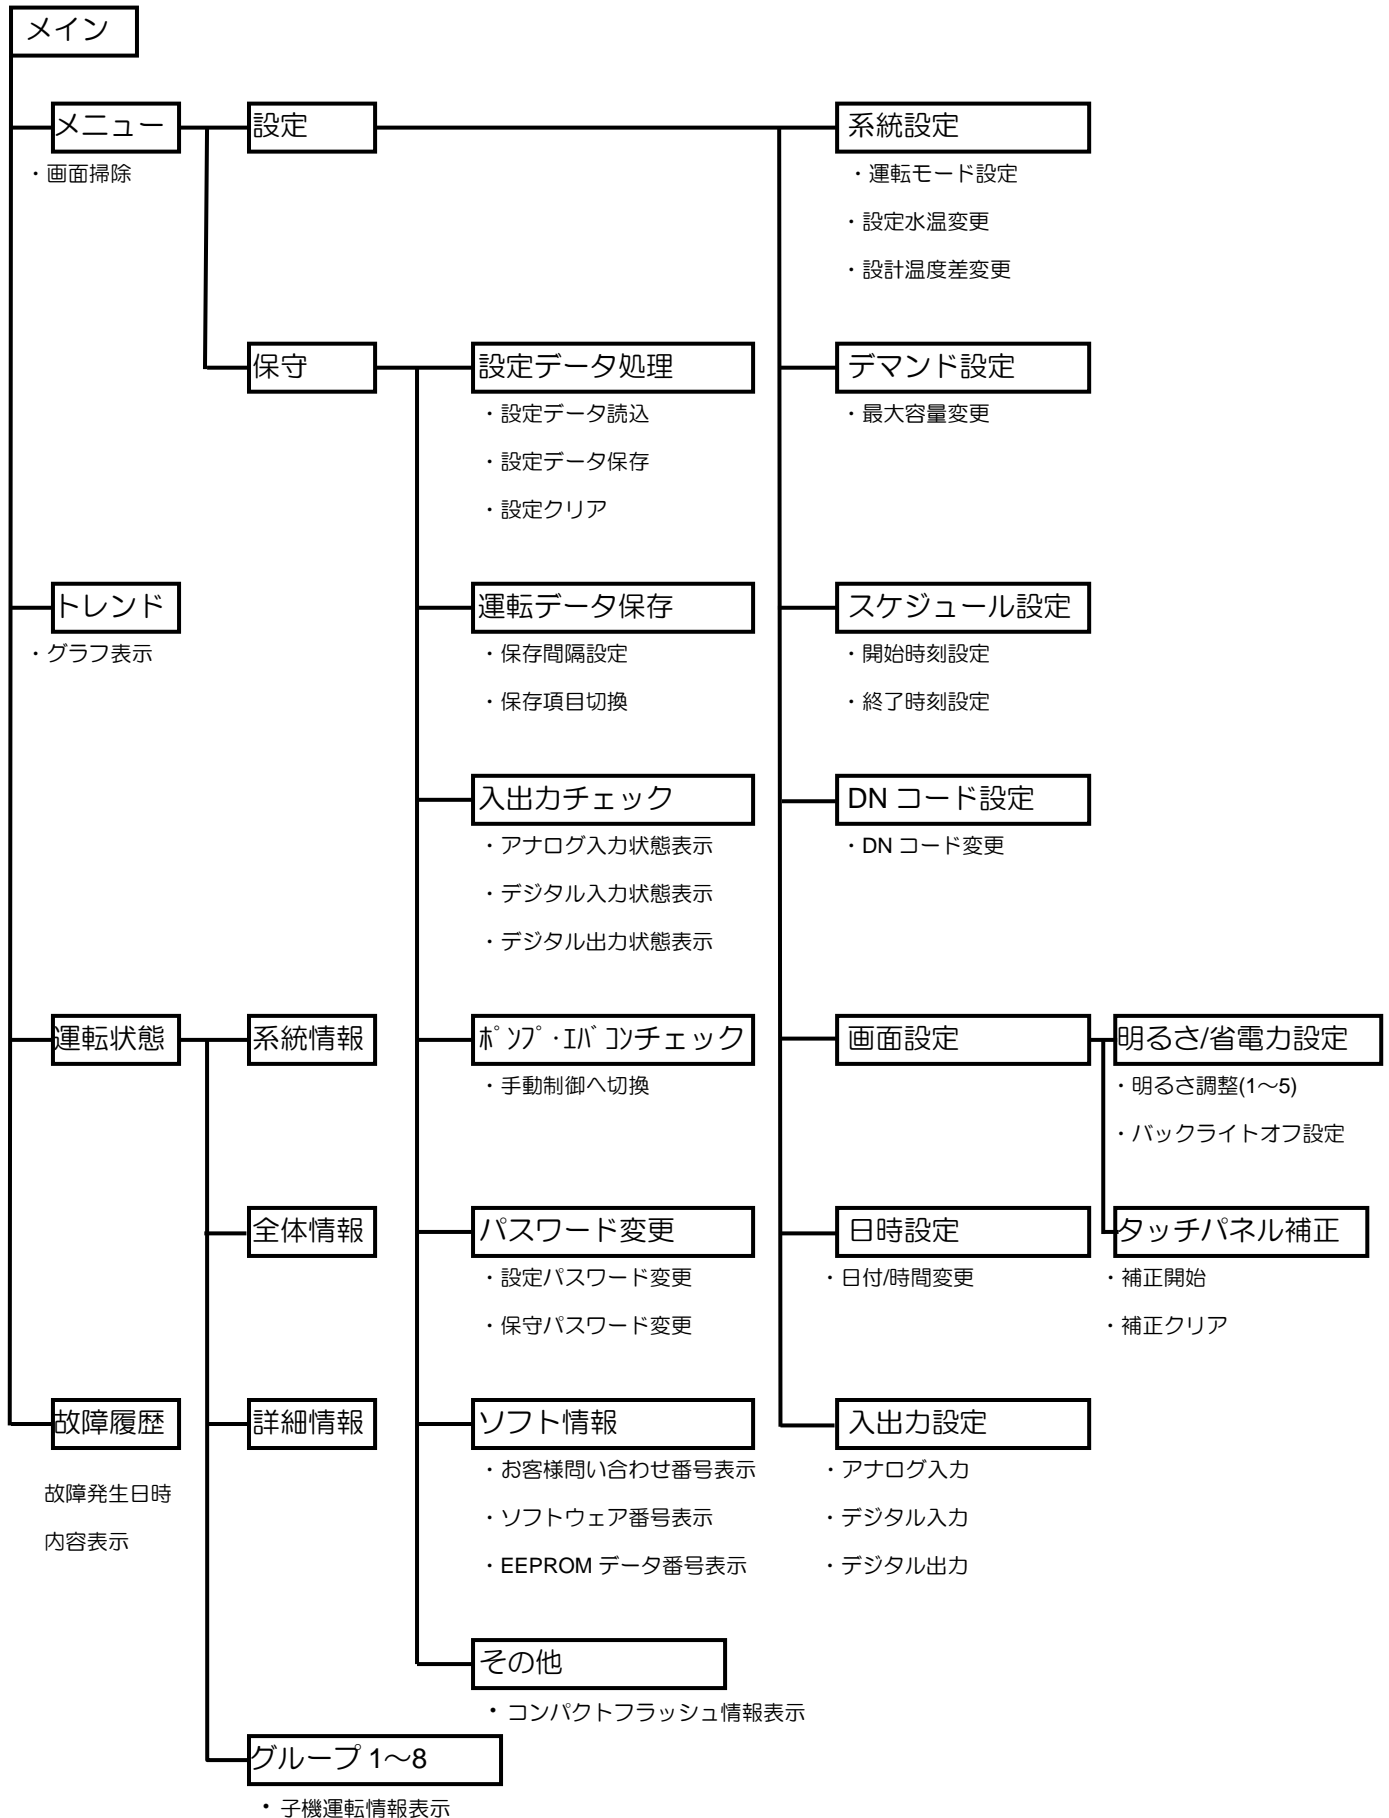 メイン
メニュー
・画面掃除
設定
系統設定
・運転モード設定
・設定水温変更
・設計温度差変更
保守
設定データ処理
・設定データ読込
・設定データ保存
・設定クリア
デマンド設定
・最大容量変更
トレンド
・グラフ表示
運転データ保存
・保存間隔設定
・保存項目切換
スケジュール設定
・開始時刻設定
・終了時刻設定
入出力チェック
・アナログ入力状態表示
・デジタル入力状態表示
・デジタル出力状態表示
DN コード設定
・DN コード変更
運転状態
系統情報
ﾎﾟﾝﾌﾟ・ｴﾊﾞｺﾝチェック
・手動制御へ切換
画面設定
明るさ/省電力設定
・明るさ調整(1～5)
・バックライトオフ設定
全体情報
パスワード変更
・設定パスワード変更
・保守パスワード変更
日時設定
・日付/時間変更
タッチパネル補正
・補正開始
・補正クリア
故障履歴
故障発生日時
内容表示
詳細情報
ソフト情報
・お客様問い合わせ番号表示
・ソフトウェア番号表示
・EEPROM データ番号表示
入出力設定
・アナログ入力
・デジタル入力
・デジタル出力
その他
・コンパクトフラッシュ情報表示
グループ 1～8
・子機運転情報表示